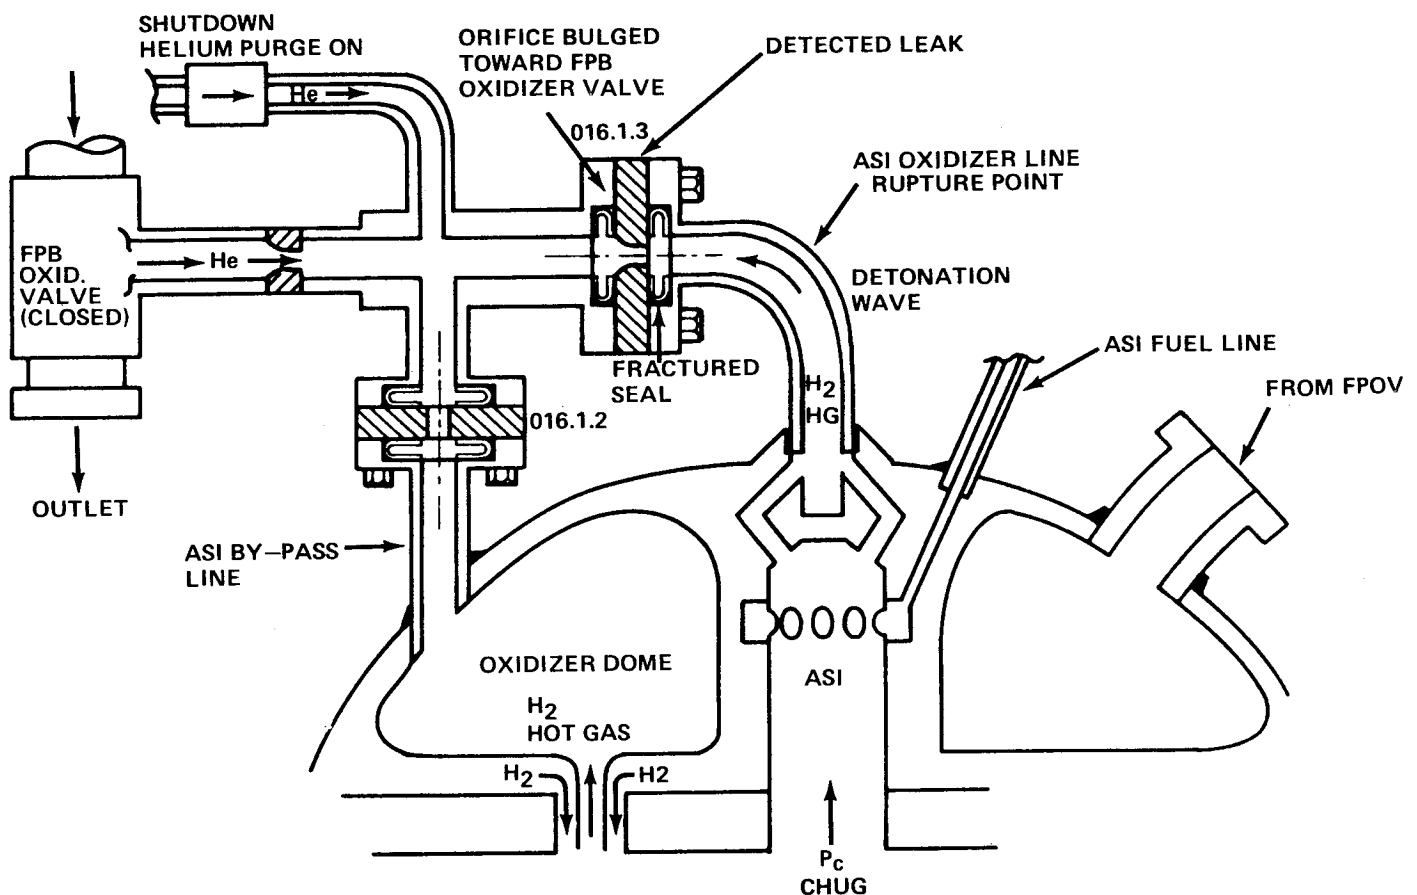 SHUTDOWN
HELIUM PURGE ON
He
ORIFICE BULGED
TOWARD FPB
OXIDIZER VALVE
DETECTED LEAK
016.1.3
ASI OXIDIZER LINE
RUPTURE POINT
FPB
OXID.
VALVE
(CLOSED)
He
DETONATION
WAVE
FRACTURED
SEAL
ASI FUEL LINE
H2
HG
FROM FPOV
016.1.2
OUTLET
ASI BY–PASS
LINE
OXIDIZER DOME
ASI
H2
HOT GAS
H2
H2
Pc
CHUG